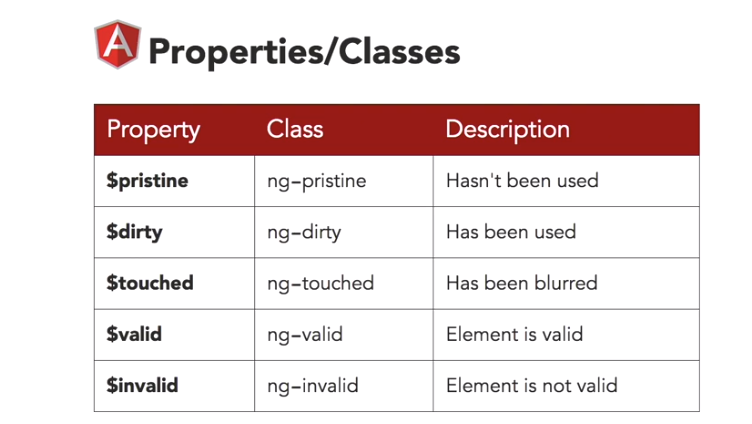 A
Properties/Classes
Property Class Description
$pristine ng-pristine Hasn't been used
$dirty ng-dirty Has been used
$touched ng-touched Has been blurred
$valid ng-valid Element is valid
$invalid ng-invalid Element is not valid